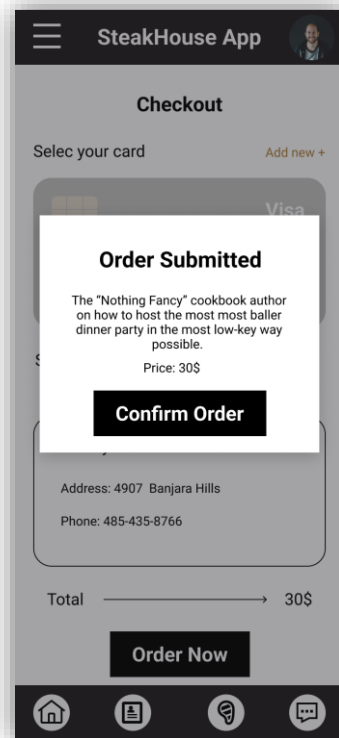 SteakHouse App
Checkout
Selec your card
Add new +
Visa
Order Submitted
The “Nothing Fancy” cookbook author
on how to host the most most baller
dinner party in the most low-key way
possible.
Price: 30$
Confirm Order
Address: 4907 Banjara Hills
Phone: 485-435-8766
Total
30$
Order Now